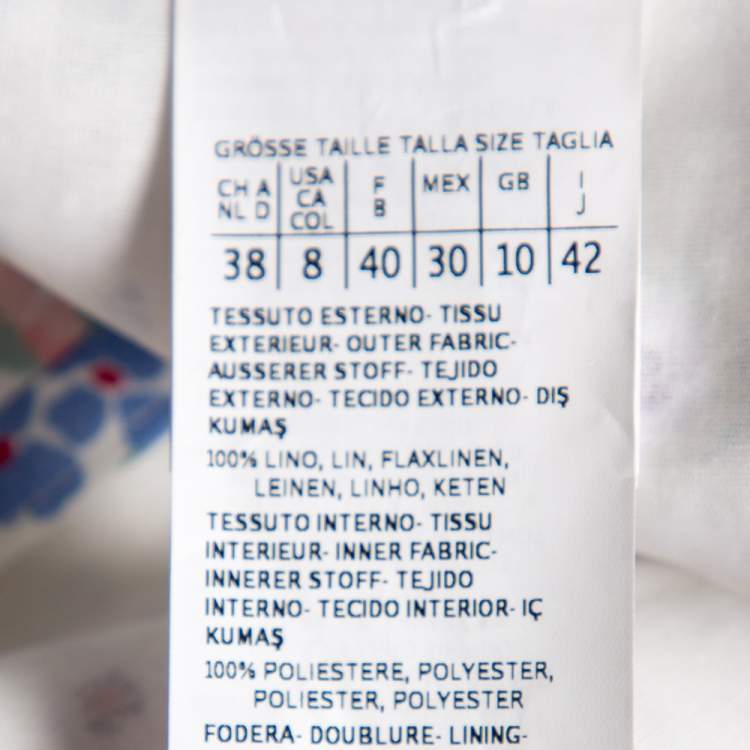 GRÖSSE TAILLE TALLA SIZE TAGLIA
CH A USA F MEX GB I
NL D CA B J
COL
38 8 40 30 10 42
TESSUTO ESTERNO- TISSU
EXTERIEUR- OUTER FABRIC-
AUSSERER STOFF- TEJIDO
EXTERNO- TECIDO EXTERNO- DIŞ
KUMAŞ
100% LINO, LIN, FLAXLINEN,
LEINEN, LINHO, KETEN
TESSUTO INTERNO- TISSU
INTERIEUR- INNER FABRIC-
INNERER STOFF- TEJIDO
INTERNO- TECIDO INTERIOR- IÇ
KUMAŞ
100% POLIESTERE, POLYESTER,
POLIESTER, POLYESTER
FODERA- DOUBLURE- LINING-